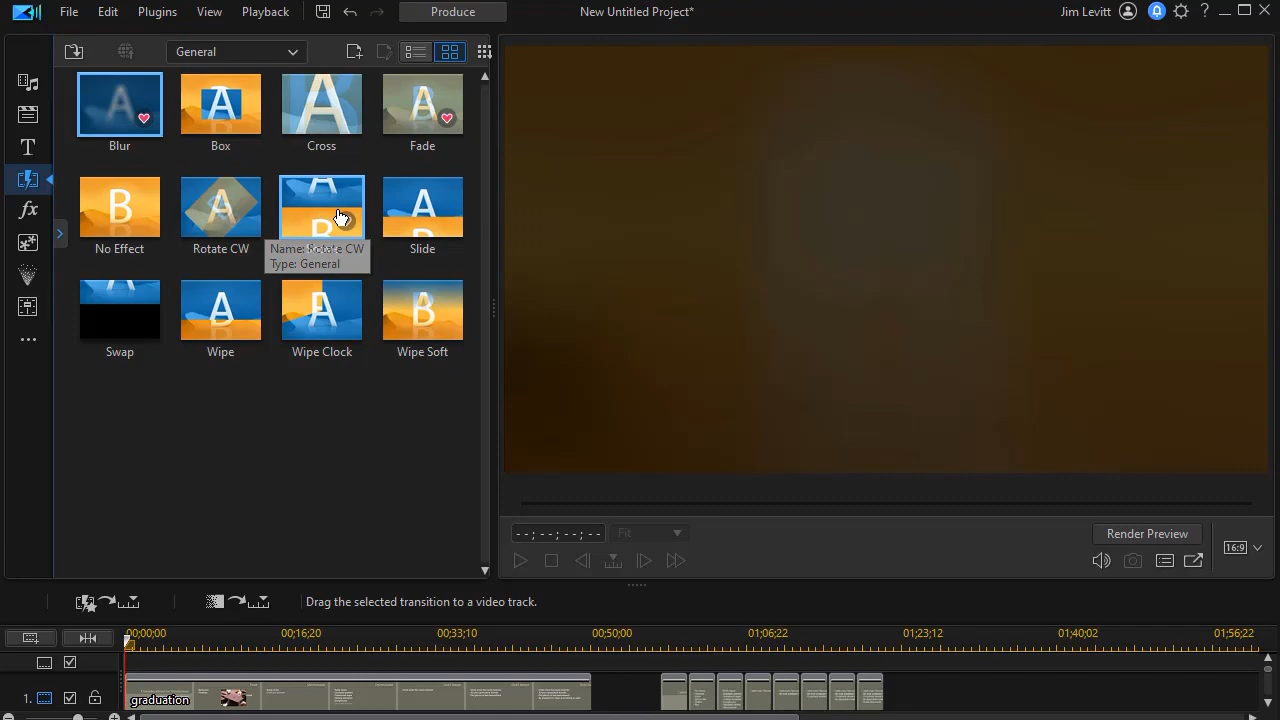 File Edit Plugins View Playback Produce New Untitled Project* Jim Levitt
General
Blur Box Cross Fade
No Effect Rotate CW Slide
Name: Rotate CW
Type: General
Swap Wipe Wipe Clock Wipe Soft
--;--;--;-- Fit Render Preview 16:9
Drag the selected transition to a video track.
00;00;00 00;16;20 00;33;10 00;50;00 01;06;22 01;23;12 01;40;02 01;56;22
1. graduation